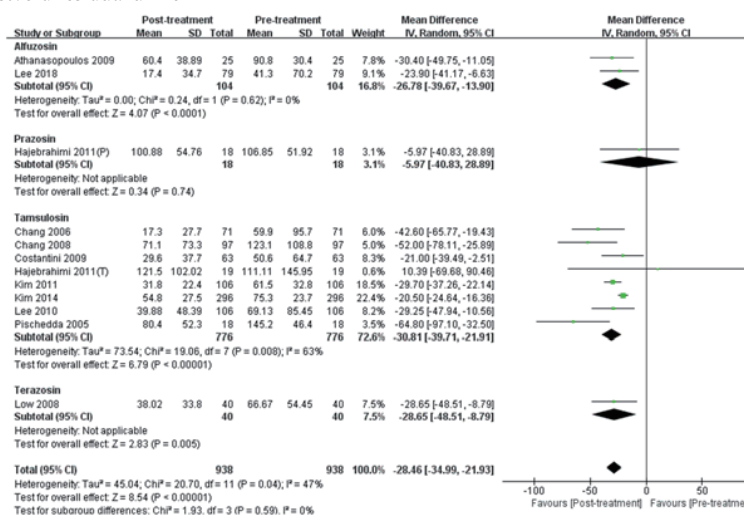 Post-treatment Pre-treatment Mean Difference Mean Difference
Study or Subgroup Mean SD Total Mean SD Total Weight IV, Random, 95% CI IV, Random, 95% CI
Alfuzosin
Athanasopoulos 2009 60.4 38.89 25 90.8 30.4 25 7.8% -30.40 [-49.75, -11.05]
Lee 2018 17.4 34.7 79 41.3 70.2 79 9.1% -23.90 [-41.17, -6.63]
Subtotal (95% CI) 104 104 16.8% -26.78 [-39.67, -13.90]
Heterogeneity: Tau² = 0.00; Chi² = 0.24, df = 1 (P = 0.62); I² = 0%
Test for overall effect: Z = 4.07 (P < 0.0001)
Prazosin
Hajebrahimi 2011(P) 100.88 54.76 18 106.85 51.92 18 3.1% -5.97 [-40.83, 28.89]
Subtotal (95% CI) 18 18 3.1% -5.97 [-40.83, 28.89]
Heterogeneity: Not applicable
Test for overall effect: Z = 0.34 (P = 0.74)
Tamsulosin
Chang 2006 17.3 27.7 71 59.9 95.7 71 6.0% -42.60 [-65.77, -19.43]
Chang 2008 71.1 73.3 97 123.1 108.8 97 5.0% -52.00 [-78.11, -25.89]
Costantini 2009 29.6 37.7 63 50.6 64.7 63 8.2% -21.00 [-39.49, -2.51]
Hajebrahimi 2011(T) 121.5 102.02 19 111.11 145.95 19 0.6% 10.39 [-69.68, 90.46]
Kim 2011 31.8 22.4 106 61.5 32.8 106 18.5% -29.70 [-37.26, -22.14]
Kim 2014 54.8 27.5 296 75.3 23.7 296 22.4% -20.50 [-24.64, -16.36]
Lee 2010 39.88 48.39 106 69.13 85.45 106 8.3% -29.25 [-47.94, -10.56]
Pischedda 2005 80.4 52.3 18 145.2 46.4 18 3.5% -64.80 [-97.10, -32.50]
Subtotal (95% CI) 776 776 72.6% -30.81 [-39.71, -21.91]
Heterogeneity: Tau² = 73.54; Chi² = 19.06, df = 7 (P = 0.008); I² = 63%
Test for overall effect: Z = 6.79 (P < 0.00001)
Terazosin
Low 2008 38.02 33.8 40 66.67 54.45 40 7.5% -28.65 [-48.51, -8.79]
Subtotal (95% CI) 40 40 7.5% -28.65 [-48.51, -8.79]
Heterogeneity: Not applicable
Test for overall effect: Z = 2.83 (P = 0.005)
Total (95% CI) 938 938 100.0% -28.46 [-34.99, -21.93]
Heterogeneity: Tau² = 45.04; Chi² = 20.70, df = 11 (P = 0.04); I² = 47%
Test for overall effect: Z = 8.54 (P < 0.00001)
Test for subgroup differences: Chi² = 1.93, df = 3 (P = 0.59), I² = 0%
-100 -50 0 50
Favours [Post-treatment] Favours [Pre-treatme